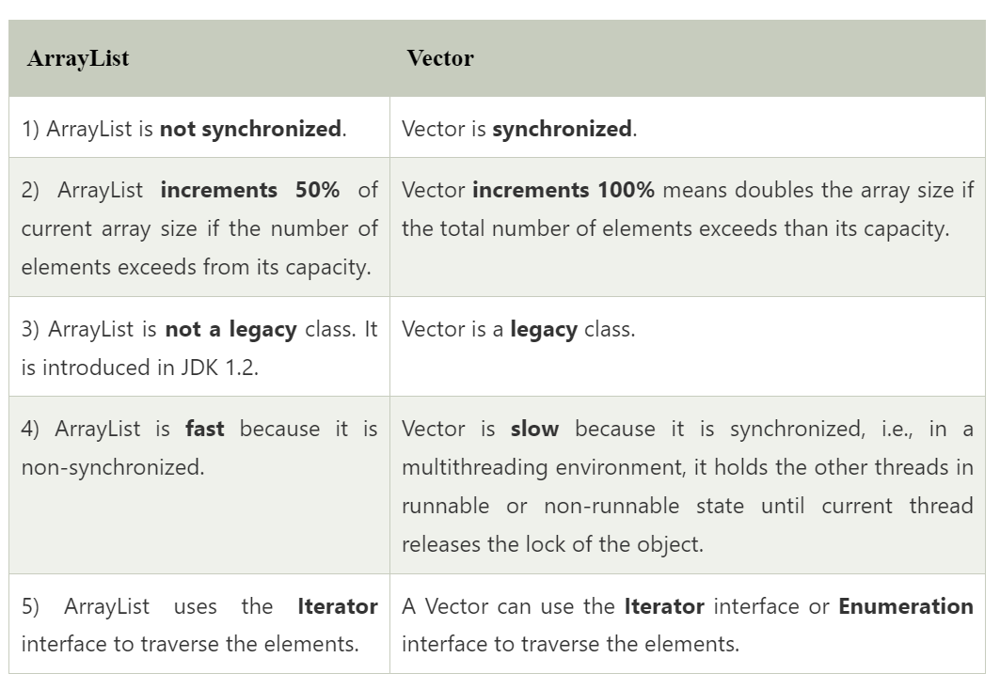 ArrayList
Vector
1) ArrayList is not synchronized.
Vector is synchronized.
2) ArrayList increments 50% of
current array size if the number of
elements exceeds from its capacity.
Vector increments 100% means doubles the array size if
the total number of elements exceeds than its capacity.
3) ArrayList is not a legacy class. It
is introduced in JDK 1.2.
Vector is a legacy class.
4) ArrayList is fast because it is
non-synchronized.
Vector is slow because it is synchronized, i.e., in a
multithreading environment, it holds the other threads in
runnable or non-runnable state until current thread
releases the lock of the object.
5) ArrayList uses the Iterator
interface to traverse the elements.
A Vector can use the Iterator interface or Enumeration
interface to traverse the elements.